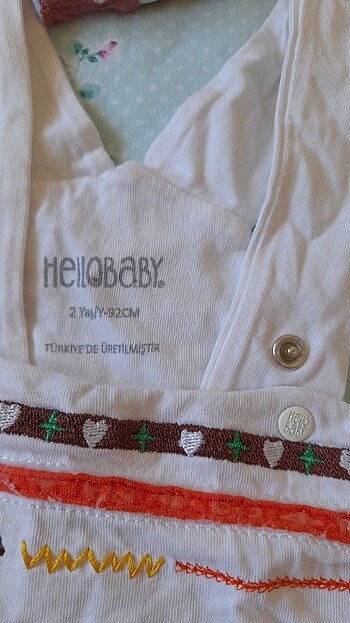 HelloBaby.
2 Yaş/Y-92CM
TÜRKİYE'DE ÜRETİLMİŞTİR
Hello
baby